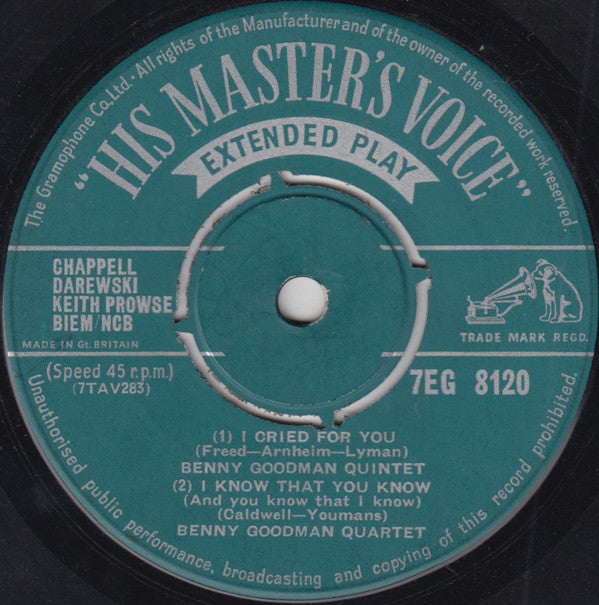 The Gramophone Co. Ltd. · All rights of the Manufacturer and of the owner of the recorded work reserved.
"HIS MASTER'S VOICE"
EXTENDED PLAY
CHAPPELL
DAREWSKI
KEITH PROWSE
BIEM/NCB
MADE IN Gt. BRITAIN
TRADE MARK REGD.
(Speed 45 r.p.m.)
(7TAV283)
7EG 8120
(1) I CRIED FOR YOU
(Freed—Arnheim—Lyman)
BENNY GOODMAN QUINTET
(2) I KNOW THAT YOU KNOW
(And you know that I know)
(Caldwell—Youmans)
BENNY GOODMAN QUARTET
Unauthorised public performance, broadcasting and copying of this record prohibited.